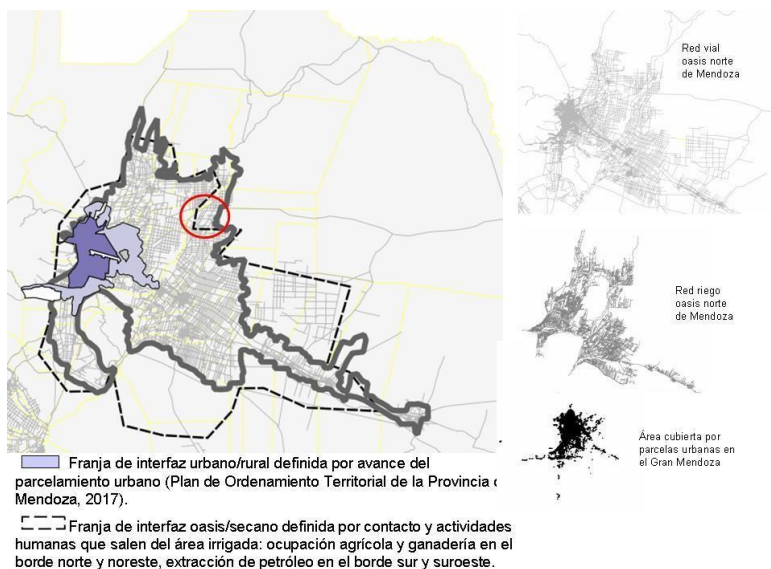 Red vial
oasis norte
de Mendoza
Red riego
oasis norte
de Mendoza
Área cubierta por
parcelas urbanas en
el Gran Mendoza
Franja de interfaz urbano/rural definida por avance del
parcelamiento urbano (Plan de Ordenamiento Territorial de la Provincia
Mendoza, 2017).
Franja de interfaz oasis/secano definida por contacto y actividades
humanas que salen del área irrigada: ocupación agrícola y ganadería en el
borde norte y noreste, extracción de petróleo en el borde sur y suroeste.